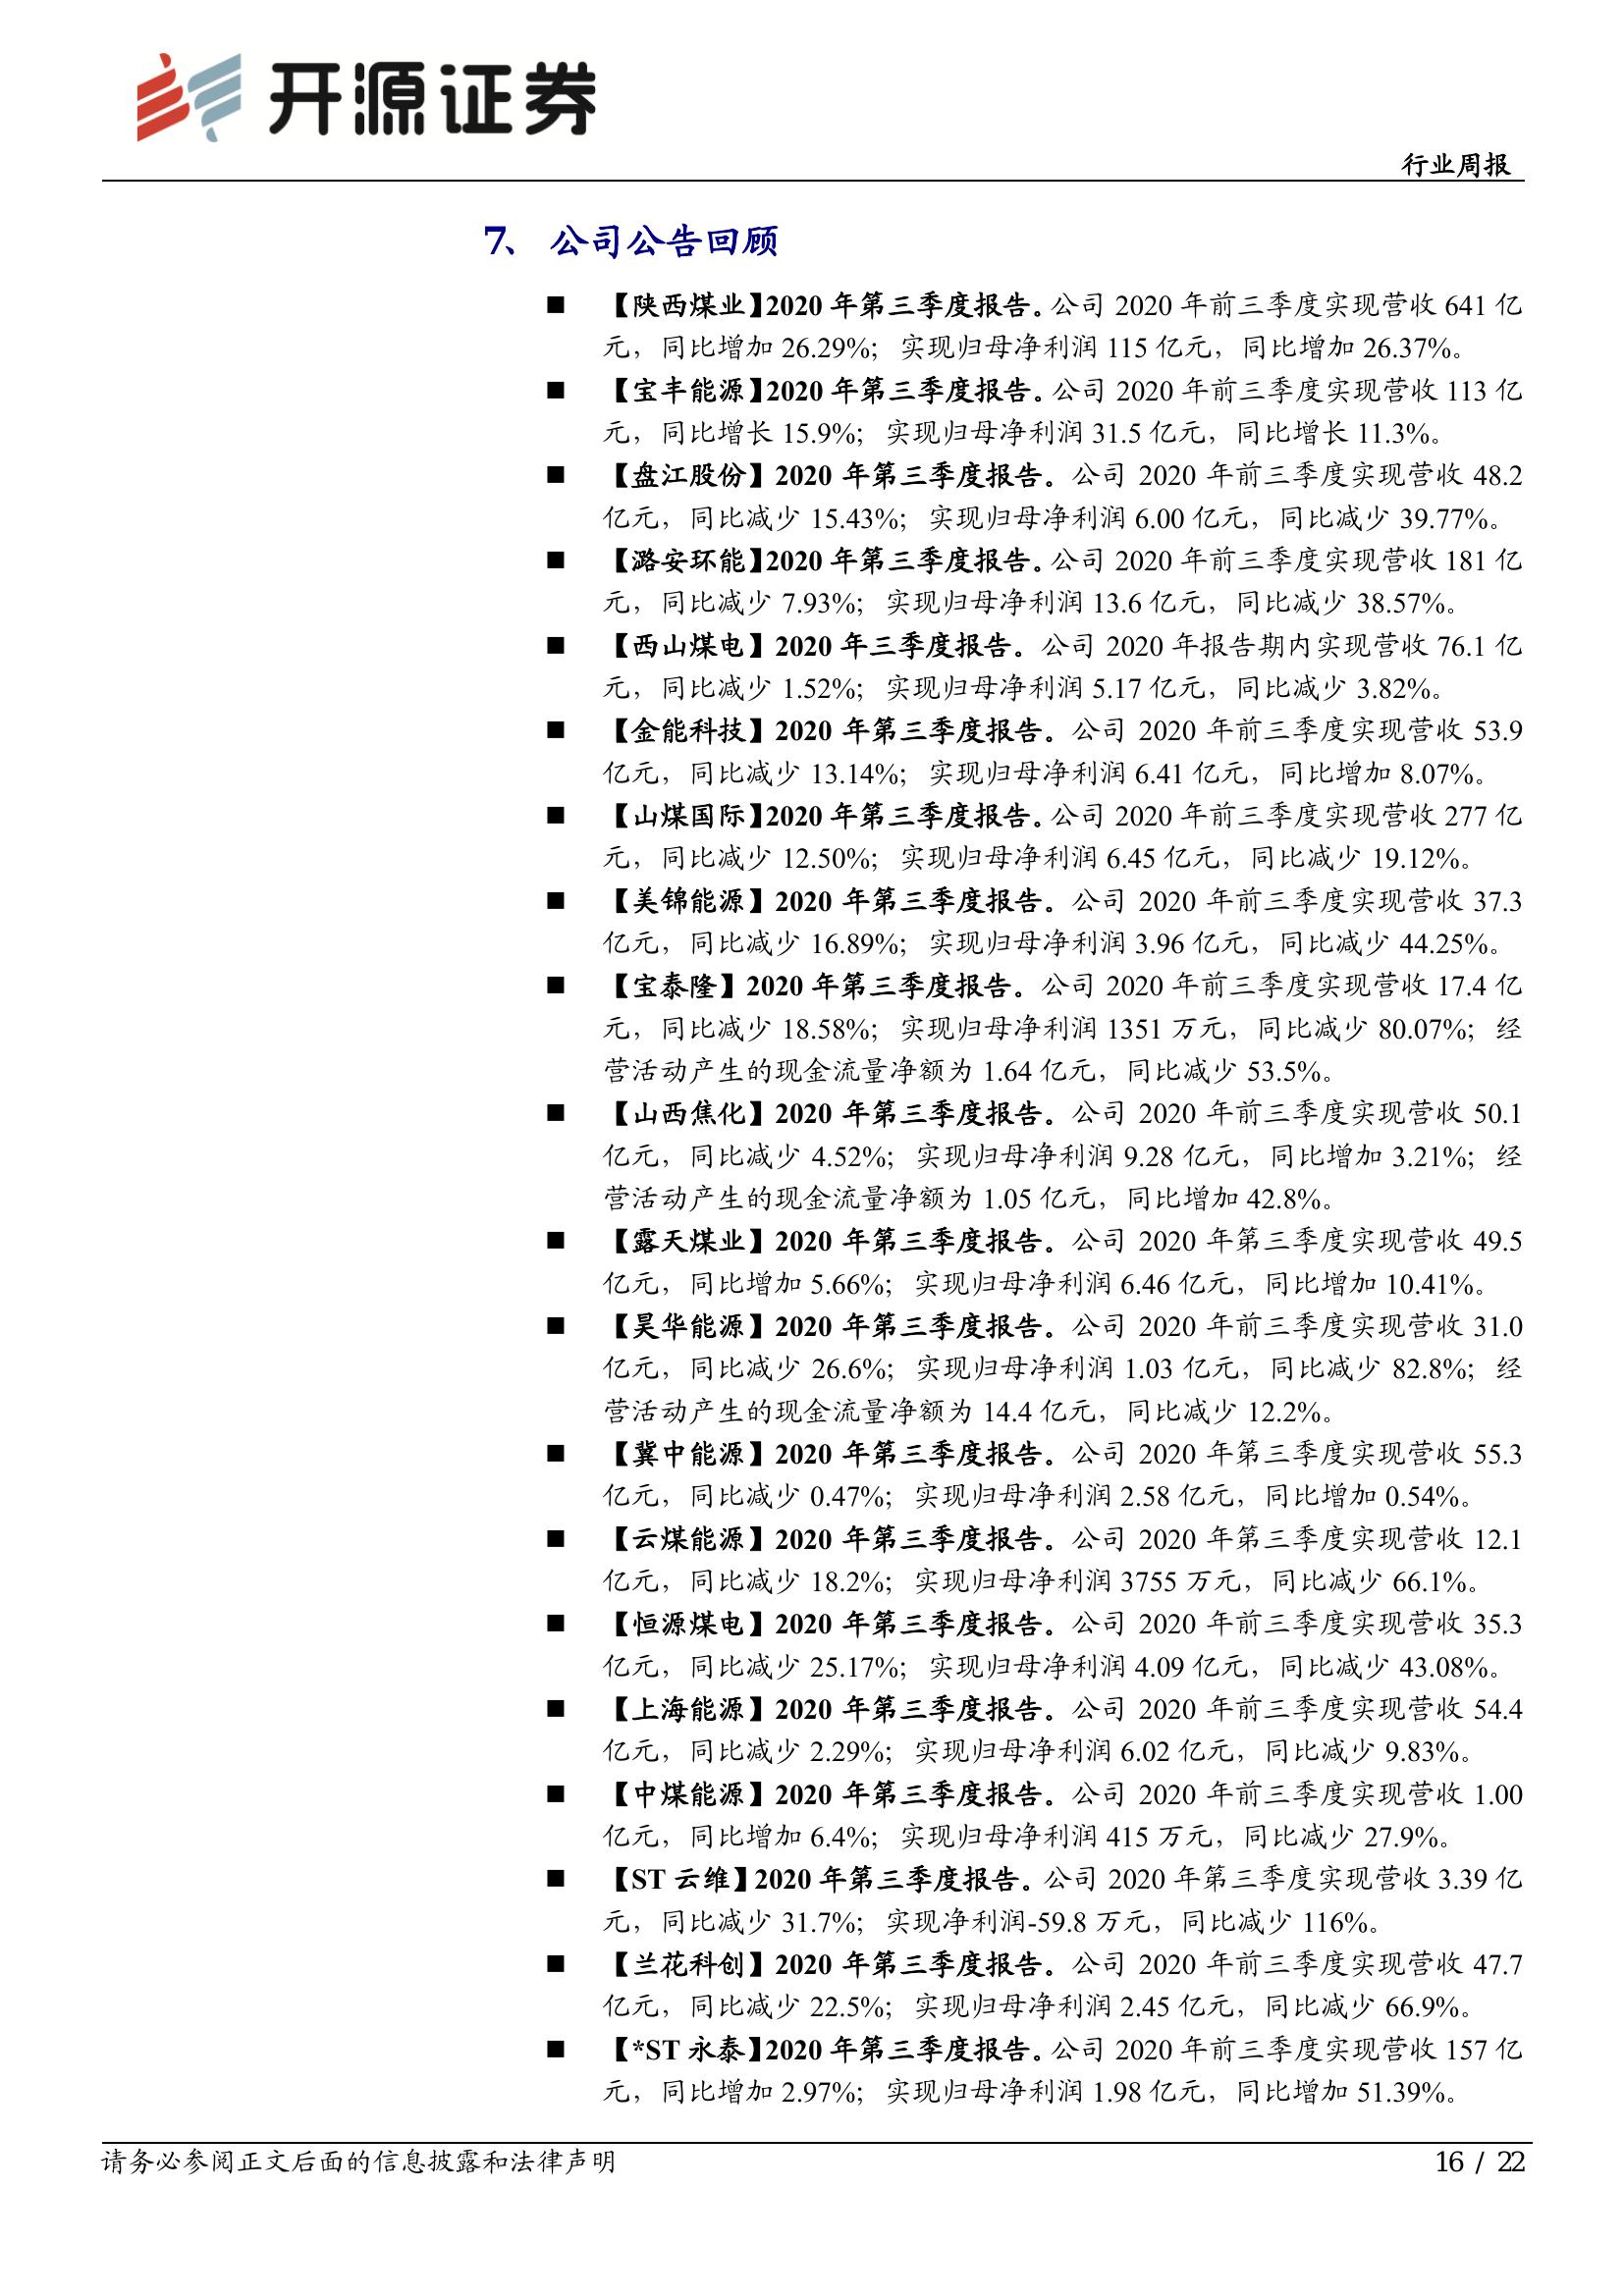 开源证券
行业周报
7、 公司公告回顾
■ 【陕西煤业】2020 年第三季度报告。公司 2020 年前三季度实现营收 641 亿
元，同比增加 26.29%；实现归母净利润 115 亿元，同比增加 26.37%。
■ 【宝丰能源】2020 年第三季度报告。公司 2020 年前三季度实现营收 113 亿
元，同比增长 15.9%；实现归母净利润 31.5 亿元，同比增长 11.3%。
■ 【盘江股份】2020 年第三季度报告。公司 2020 年前三季度实现营收 48.2
亿元，同比减少 15.43%；实现归母净利润 6.00 亿元，同比减少 39.77%。
■ 【潞安环能】2020 年第三季度报告。公司 2020 年前三季度实现营收 181 亿
元，同比减少 7.93%；实现归母净利润 13.6 亿元，同比减少 38.57%。
■ 【西山煤电】2020 年三季度报告。公司 2020 年报告期内实现营收 76.1 亿
元，同比减少 1.52%；实现归母净利润 5.17 亿元，同比减少 3.82%。
■ 【金能科技】2020 年第三季度报告。公司 2020 年前三季度实现营收 53.9
亿元，同比减少 13.14%；实现归母净利润 6.41 亿元，同比增加 8.07%。
■ 【山煤国际】2020 年第三季度报告。公司 2020 年前三季度实现营收 277 亿
元，同比减少 12.50%；实现归母净利润 6.45 亿元，同比减少 19.12%。
■ 【美锦能源】2020 年第三季度报告。公司 2020 年前三季度实现营收 37.3
亿元，同比减少 16.89%；实现归母净利润 3.96 亿元，同比减少 44.25%。
■ 【宝泰隆】2020 年第三季度报告。公司 2020 年前三季度实现营收 17.4 亿
元，同比减少 18.58%；实现归母净利润 1351 万元，同比减少 80.07%；经
营活动产生的现金流量净额为 1.64 亿元，同比减少 53.5%。
■ 【山西焦化】2020 年第三季度报告。公司 2020 年前三季度实现营收 50.1
亿元，同比减少 4.52%；实现归母净利润 9.28 亿元，同比增加 3.21%；经
营活动产生的现金流量净额为 1.05 亿元，同比增加 42.8%。
■ 【露天煤业】2020 年第三季度报告。公司 2020 年第三季度实现营收 49.5
亿元，同比增加 5.66%；实现归母净利润 6.46 亿元，同比增加 10.41%。
■ 【昊华能源】2020 年第三季度报告。公司 2020 年前三季度实现营收 31.0
亿元，同比减少 26.6%；实现归母净利润 1.03 亿元，同比减少 82.8%；经
营活动产生的现金流量净额为 14.4 亿元，同比减少 12.2%。
■ 【冀中能源】2020 年第三季度报告。公司 2020 年第三季度实现营收 55.3
亿元，同比减少 0.47%；实现归母净利润 2.58 亿元，同比增加 0.54%。
■ 【云煤能源】2020 年第三季度报告。公司 2020 年第三季度实现营收 12.1
亿元，同比减少 18.2%；实现归母净利润 3755 万元，同比减少 66.1%。
■ 【恒源煤电】2020 年第三季度报告。公司 2020 年前三季度实现营收 35.3
亿元，同比减少 25.17%；实现归母净利润 4.09 亿元，同比减少 43.08%。
■ 【上海能源】2020 年第三季度报告。公司 2020 年前三季度实现营收 54.4
亿元，同比减少 2.29%；实现归母净利润 6.02 亿元，同比减少 9.83%。
■ 【中煤能源】2020 年第三季度报告。公司 2020 年前三季度实现营收 1.00
亿元，同比增加 6.4%；实现归母净利润 415 万元，同比减少 27.9%。
■ 【ST 云维】2020 年第三季度报告。公司 2020 年第三季度实现营收 3.39 亿
元，同比减少 31.7%；实现净利润-59.8 万元，同比减少 116%。
■ 【兰花科创】2020 年第三季度报告。公司 2020 年前三季度实现营收 47.7
亿元，同比减少 22.5%；实现归母净利润 2.45 亿元，同比减少 66.9%。
■ 【*ST 永泰】2020 年第三季度报告。公司 2020 年前三季度实现营收 157 亿
元，同比增加 2.97%；实现归母净利润 1.98 亿元，同比增加 51.39%。
请务必参阅正文后面的信息披露和法律声明
16 / 22